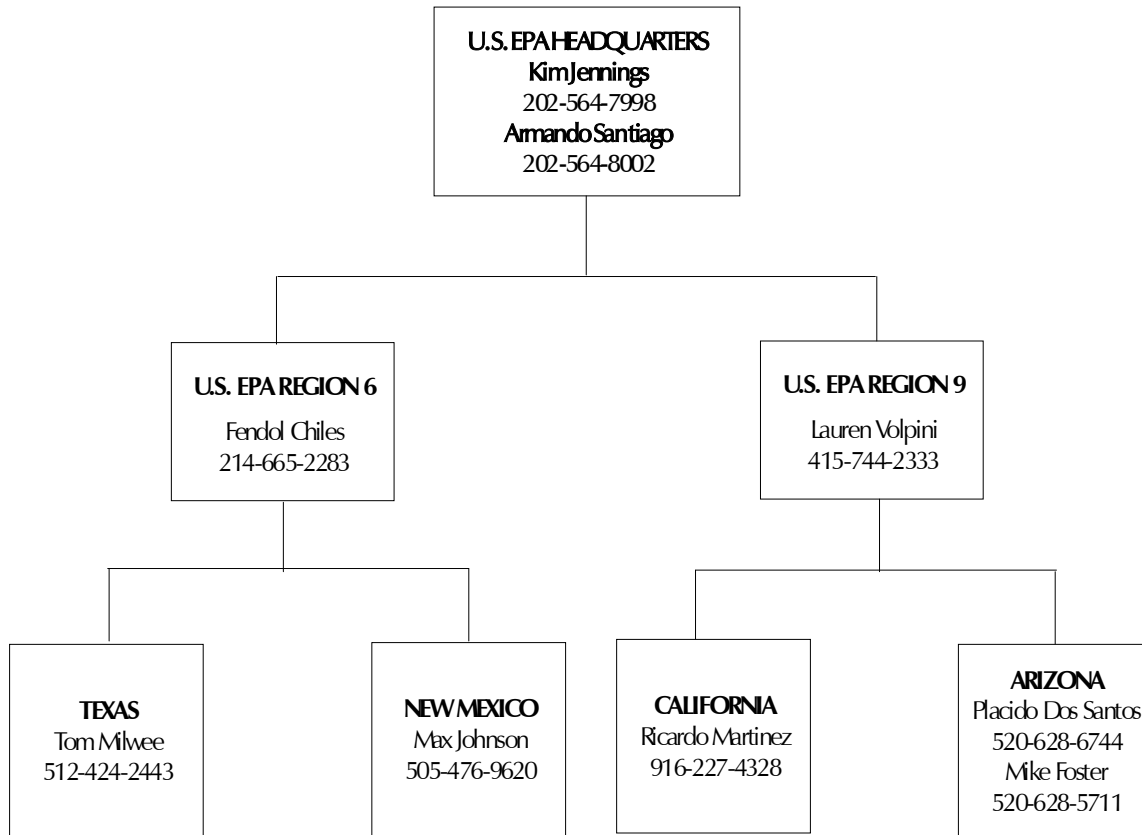 U.S. EPA HEADQUARTERS
Kim Jennings
202-564-7998
Armando Santiago
202-564-8002
U.S. EPA REGION 6
Fendol Chiles
214-665-2283
U.S. EPA REGION 9
Lauren Volpini
415-744-2333
TEXAS
Tom Milwee
512-424-2443
NEW MEXICO
Max Johnson
505-476-9620
CALIFORNIA
Ricardo Martinez
916-227-4328
ARIZONA
Placido Dos Santos
520-628-6744
Mike Foster
520-628-5711